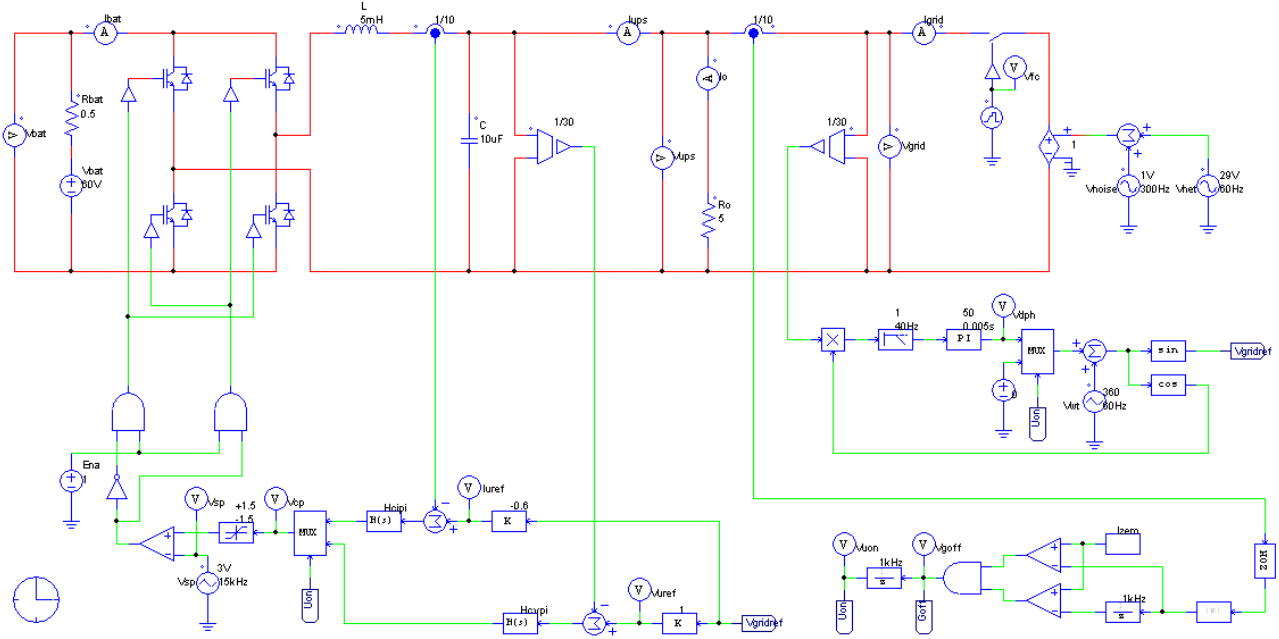 Ibat
L
5mH
1/10
Iups
1/10
Igrid
A
A
A
V
Vfc
Rbat
0.5
A
Io
V
Vbat
C
10uF
1/30
1/30
V
Vups
V
Vgrid
1
Σ
Vbat
60V
Ro
5
1V
Vnoise
300Hz
29V
Vnet
60Hz
V
Vdph
1
40Hz
50
0.005s
PI
MUX
Σ
sin
Vgridref
cos
0
360
Vwt
60Hz
Uon
Ena
1
V
Vsp
V
Vcp
V
Iuref
+1.5
-1.5
Hcipi
H(s)
Σ
-0.6
K
MUX
3V
Vsp
15kHz
Uon
V
Vuref
Hcvpi
H(s)
Σ
1
K
Vgridref
V
Vuon
V
Vgoff
Izero
1kHz
1
z
ZOH
1kHz
1
z
|x|
Uon
Goff